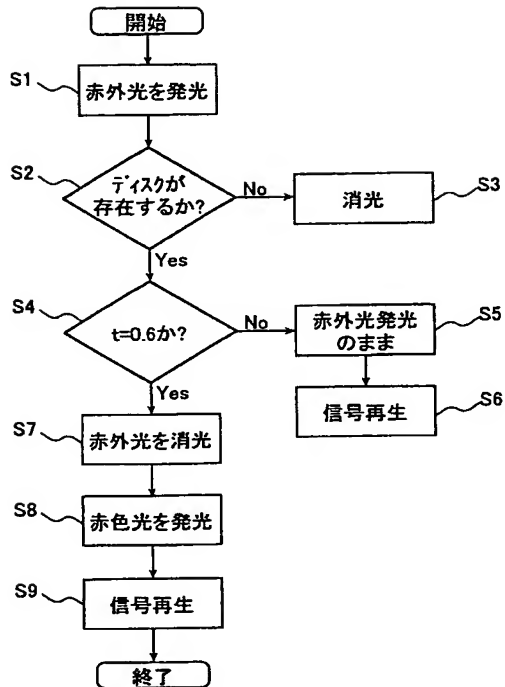 開始
S1
赤外光を発光
S2
ディスクが
存在するか?
No
消光
S3
Yes
S4
t=0.6か?
No
赤外光発光
のまま
S5
Yes
信号再生
S6
S7
赤外光を消光
S8
赤色光を発光
S9
信号再生
終了